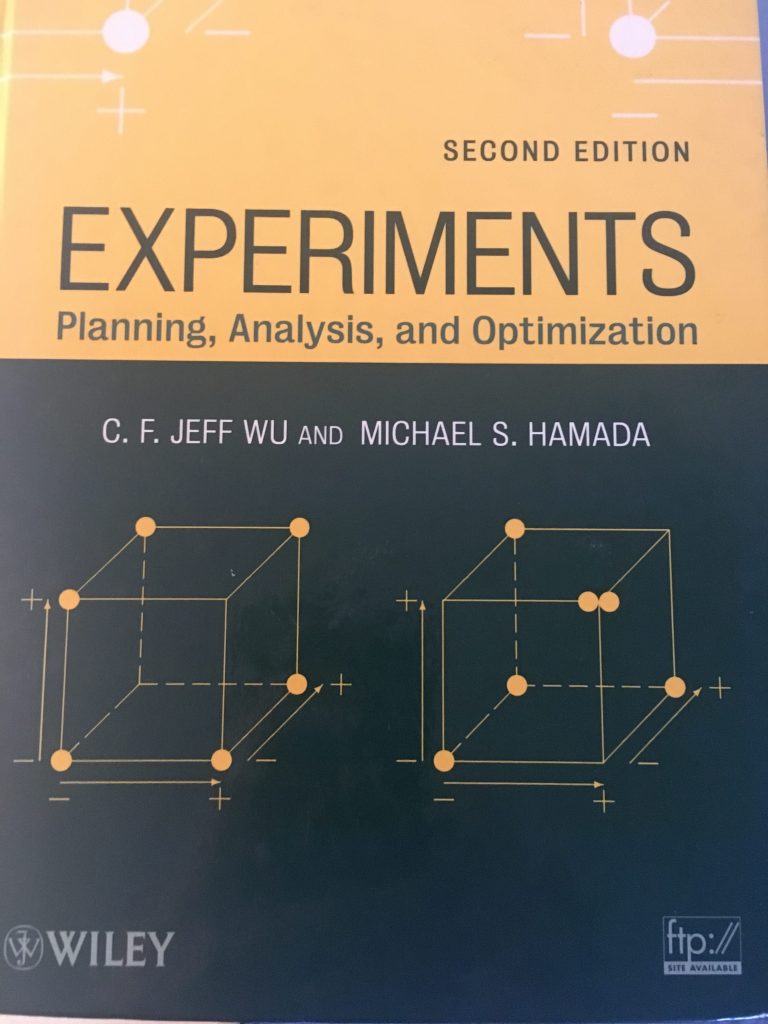 SECOND EDITION
EXPERIMENTS
Planning, Analysis, and Optimization
C. F. JEFF WU AND MICHAEL S. HAMADA
WILEY
ftp://
SITE AVAILABLE